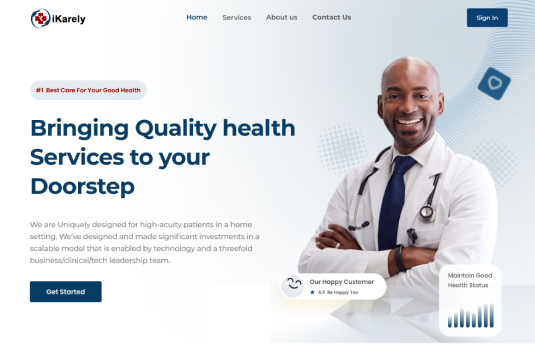 iKarely
Home Services About us Contact Us
Sign In
#1 Best Care For Your Good Health
Bringing Quality health
Services to your
Doorstep
We are Uniquely designed for high-acuity patients in a home
setting. We've designed and made significant investments in a
scalable model that is enabled by technology and a threefold
business/clinical/tech leadership team.
Get Started
Our Happy Customer
4.9 Be Happy Too
Maintain Good
Health Status